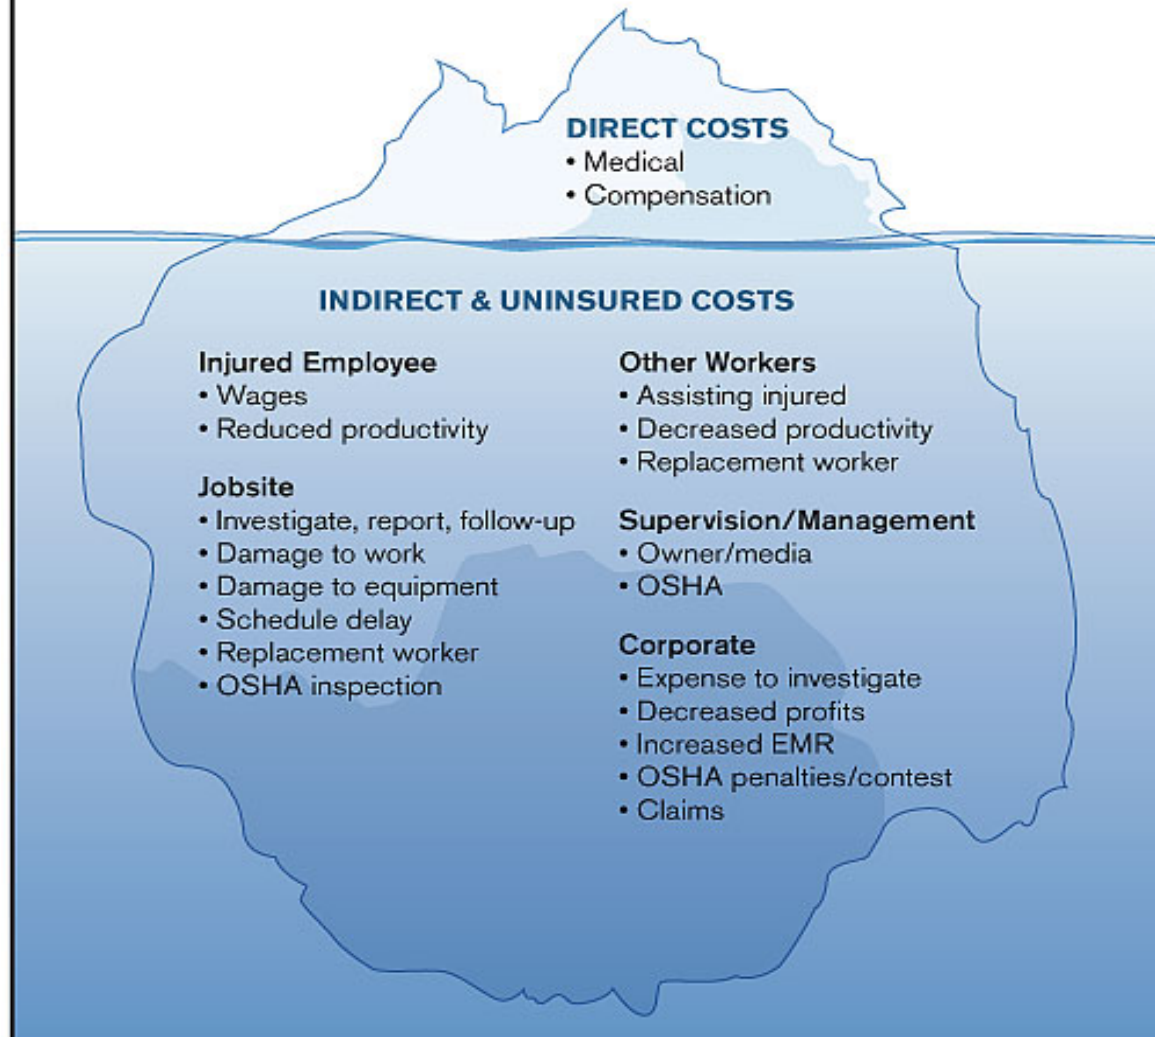 DIRECT COSTS
• Medical
• Compensation
INDIRECT & UNINSURED COSTS
Injured Employee
• Wages
• Reduced productivity
Jobsite
• Investigate, report, follow-up
• Damage to work
• Damage to equipment
• Schedule delay
• Replacement worker
• OSHA inspection
Other Workers
• Assisting injured
• Decreased productivity
• Replacement worker
Supervision/Management
• Owner/media
• OSHA
Corporate
• Expense to investigate
• Decreased profits
• Increased EMR
• OSHA penalties/contest
• Claims